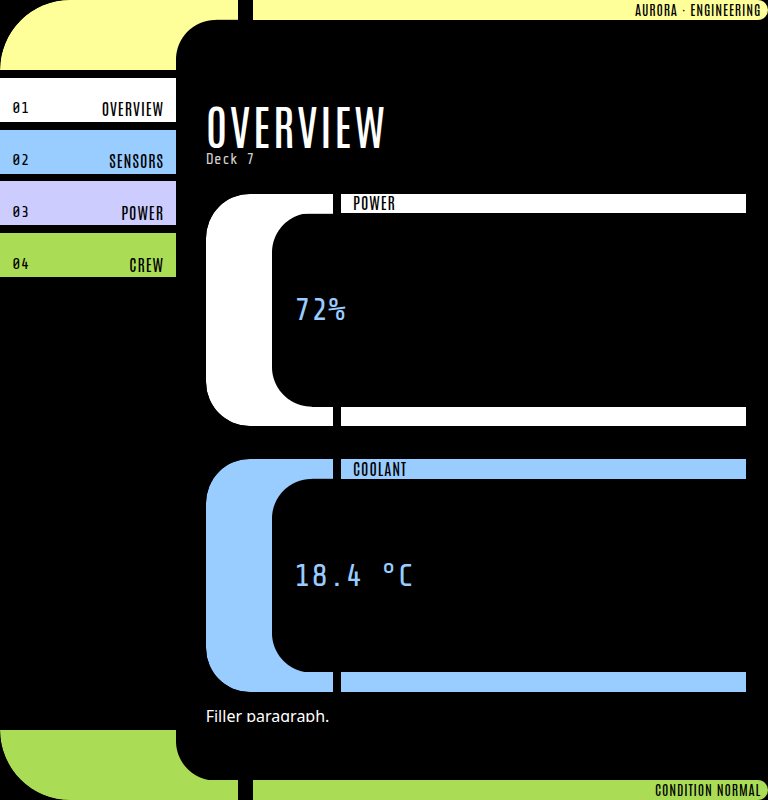 AURORA · ENGINEERING
01 OVERVIEW
02 SENSORS
03 POWER
04 CREW
OVERVIEW
Deck 7
POWER
72%
COOLANT
18.4 °C
Filler paragraph.
CONDITION NORMAL